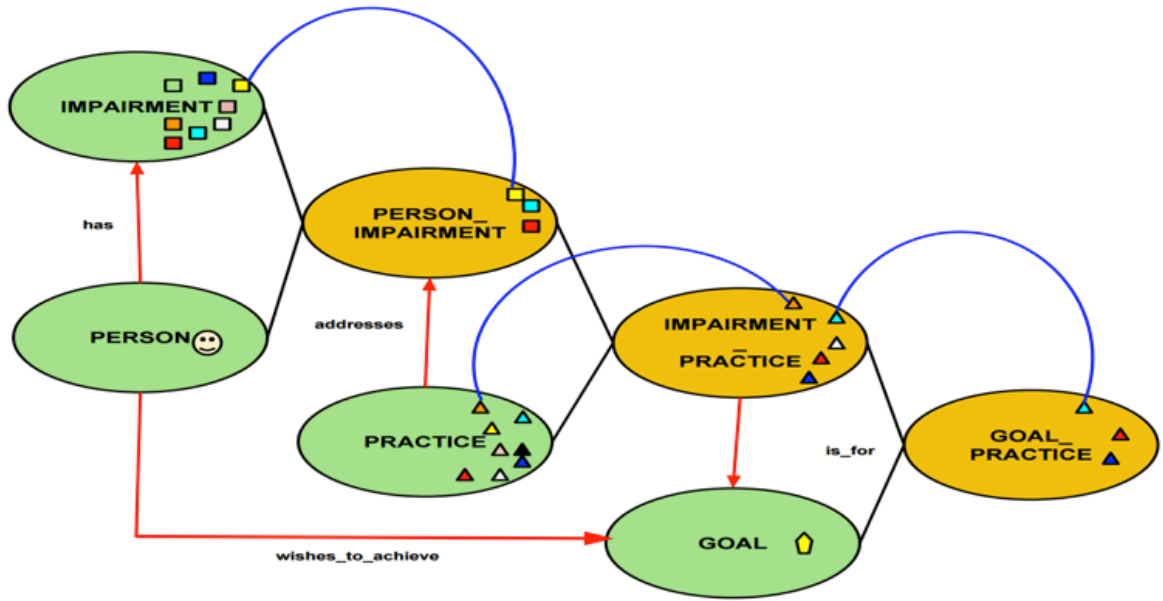 IMPAIRMENT
has
PERSON_
IMPAIRMENT
PERSON
addresses
IMPAIRMENT
_
PRACTICE
PRACTICE
GOAL_
PRACTICE
is_for
GOAL
wishes_to_achieve